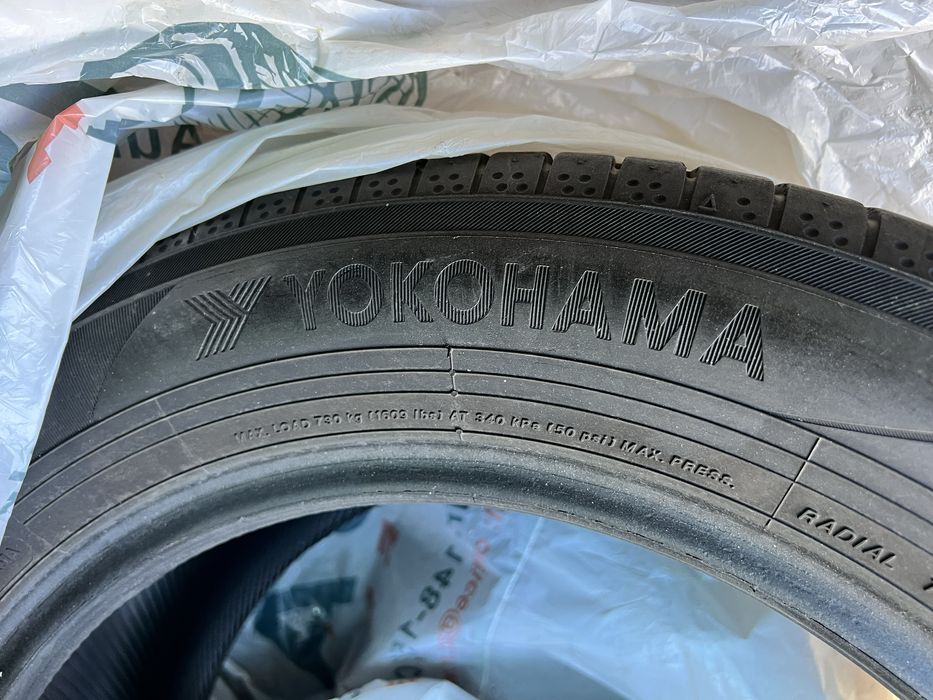 YOKOHAMA
MAX. LOAD 730 kg (1609 lbs) AT 340 kPa (50 psi) MAX. PRESS.
RADIAL